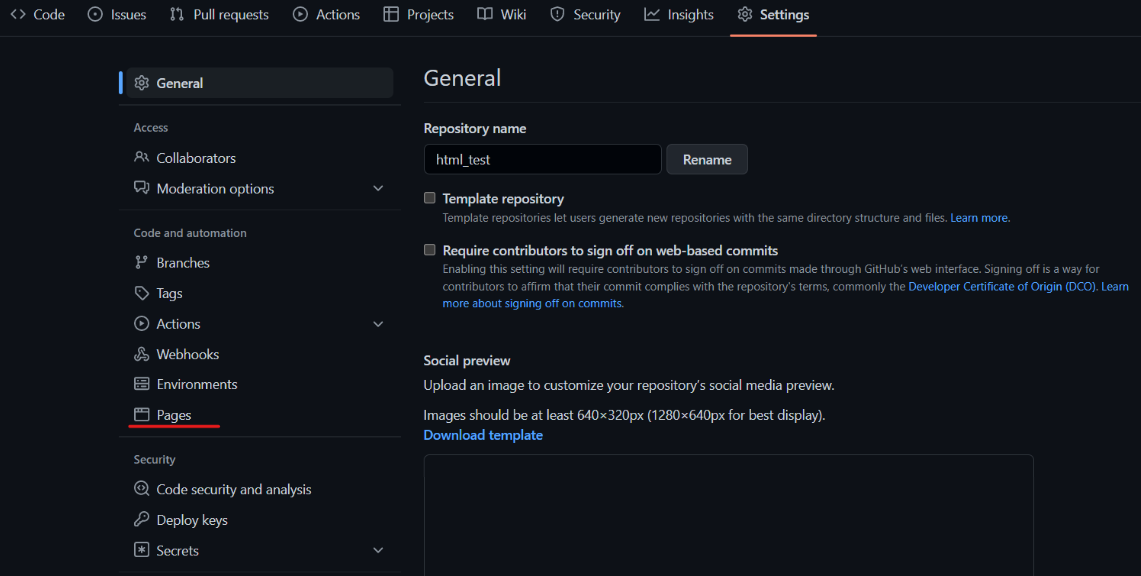 Code Issues Pull requests Actions Projects Wiki Security Insights Settings
General
Access
Collaborators
Moderation options
Code and automation
Branches
Tags
Actions
Webhooks
Environments
Pages
Security
Code security and analysis
Deploy keys
Secrets
General
Repository name
html_test Rename
Template repository
Template repositories let users generate new repositories with the same directory structure and files. Learn more.
Require contributors to sign off on web-based commits
Enabling this setting will require contributors to sign off on commits made through GitHub's web interface. Signing off is a way for
contributors to affirm that their commit complies with the repository's terms, commonly the Developer Certificate of Origin (DCO). Learn
more about signing off on commits.
Social preview
Upload an image to customize your repository's social media preview.
Images should be at least 640×320px (1280×640px for best display).
Download template